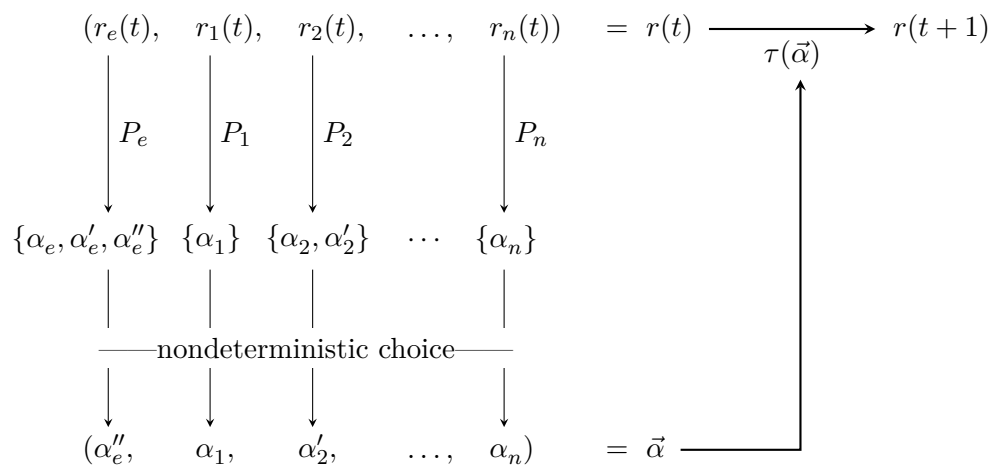 (r_e(t), r_1(t), r_2(t), ..., r_n(t)) = r(t) r(t + 1)
τ(α⃗)
P_e P_1 P_2 P_n
{α_e, α′_e, α″_e} {α_1} {α_2, α′_2} ⋯ {α_n}
nondeterministic choice
(α″_e, α_1, α′_2, ..., α_n) = α⃗